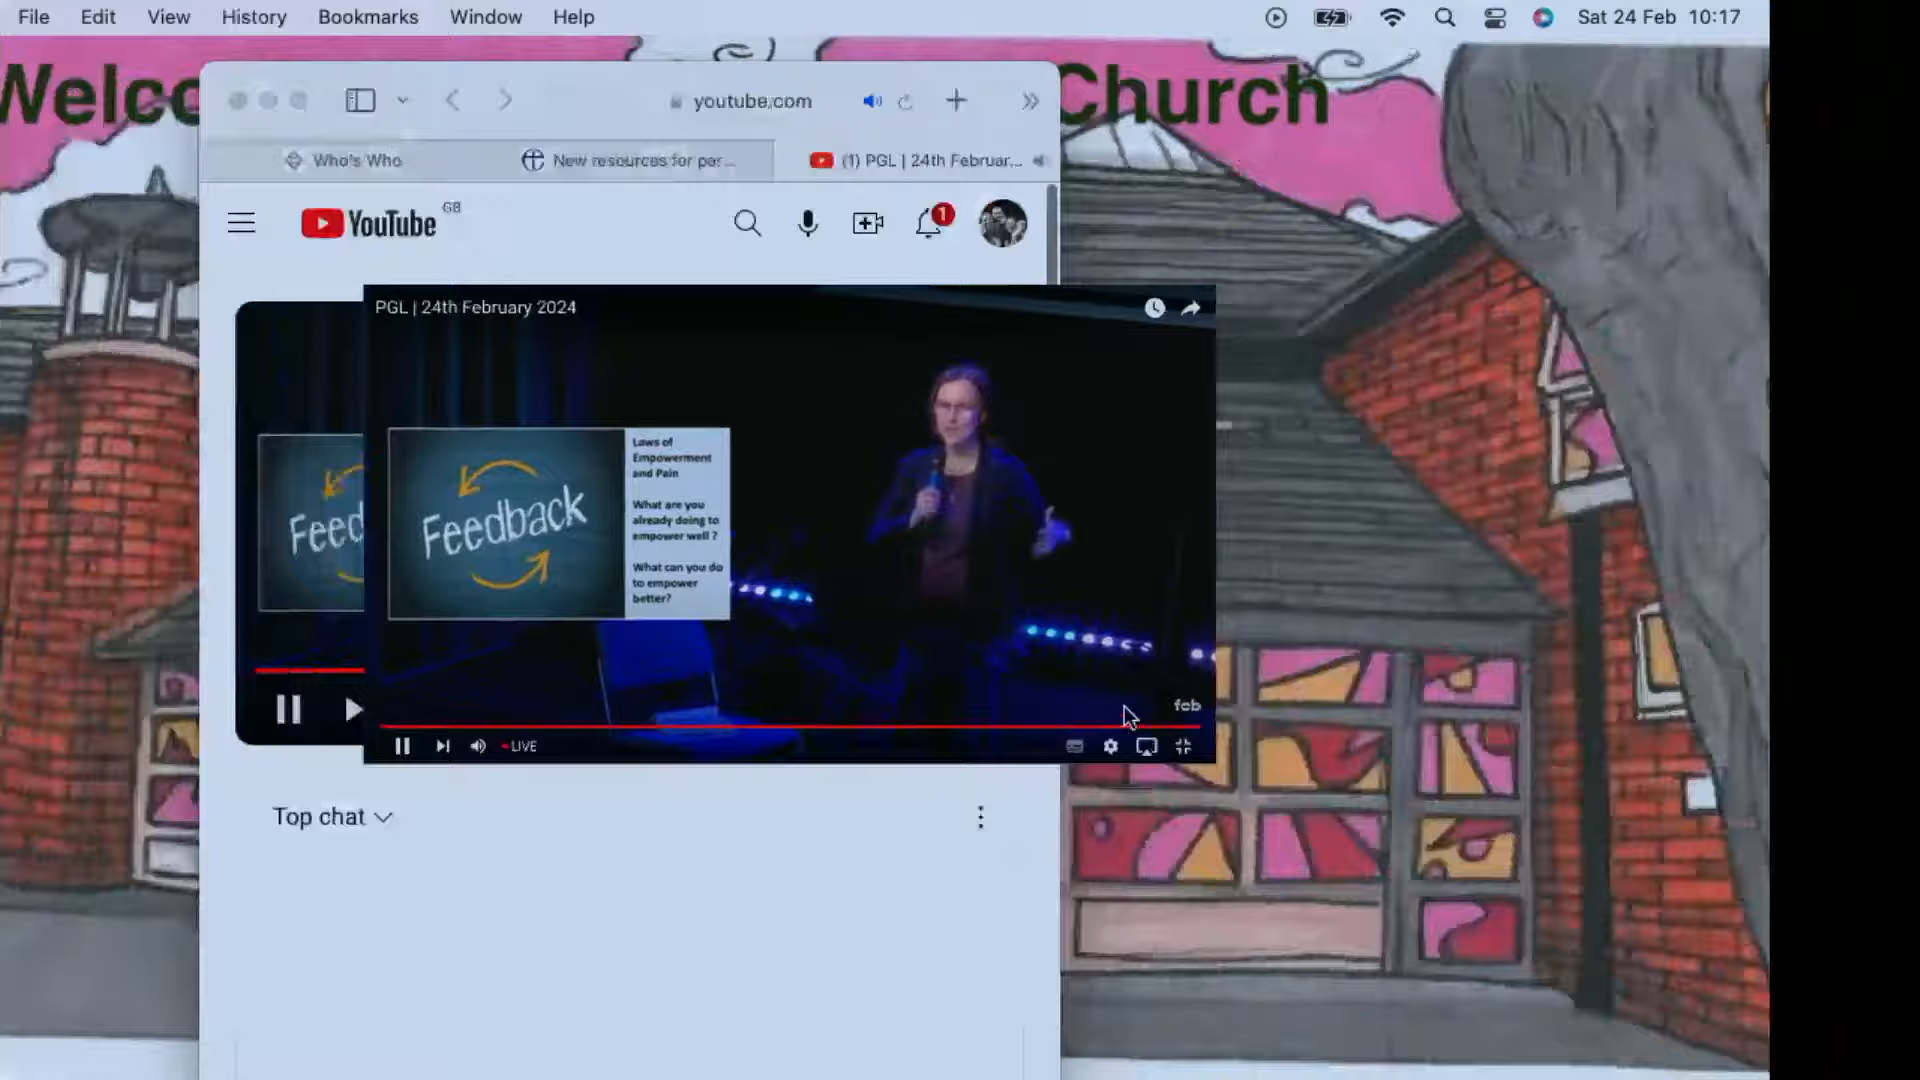 File Edit View History Bookmarks Window Help
Sat 24 Feb 10:17
Welco
Church
youtube.com
Who's Who
New resources for per...
(1) PGL | 24th Februar...
YouTube
GB
1
PGL | 24th February 2024
Feed
Feedback
Laws of
Empowerment
and Pain
What are you
already doing to
empower well ?
What can you do
to empower
better?
feb
LIVE
Top chat